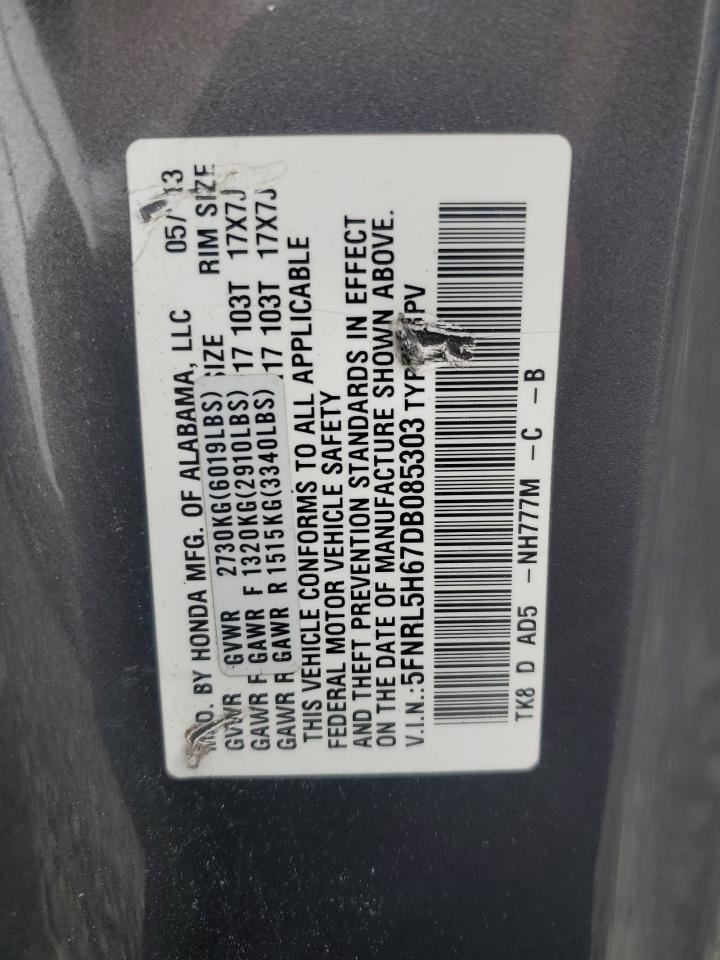 BY HONDA MFG. OF ALABAMA, LLC 05/ 13
GVWR GVWR 2730KG(6019LBS) SIZE RIM SIZE
GAWR F GAWR F 1320KG(2910LBS) 17 103T 17X7J
GAWR R GAWR R 1515KG(3340LBS) 17 103T 17X7J
THIS VEHICLE CONFORMS TO ALL APPLICABLE
FEDERAL MOTOR VEHICLE SAFETY
AND THEFT PREVENTION STANDARDS IN EFFECT
ON THE DATE OF MANUFACTURE SHOWN ABOVE.
V.I.N.:5FNRL5H67DB085303 TYPE MPV
TK8 D AD5 -NH777M -C -B